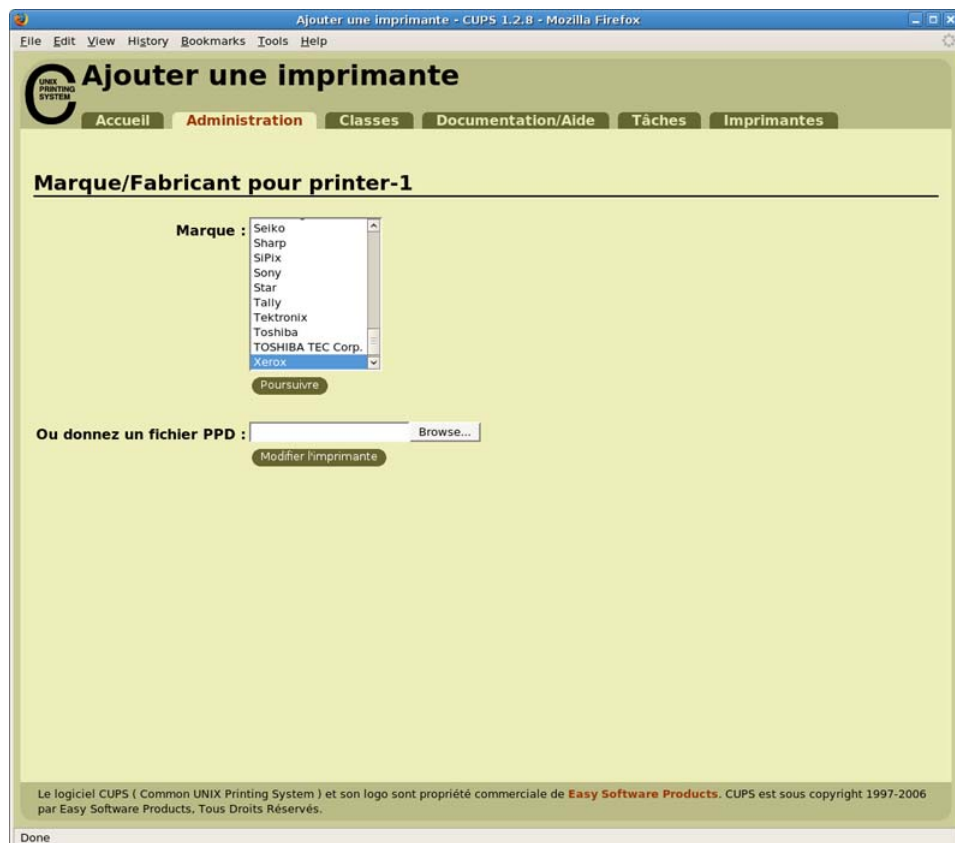 Ajouter une imprimante - CUPS 1.2.8 - Mozilla Firefox
File Edit View History Bookmarks Tools Help
UNIX
PRINTING
SYSTEM
Ajouter une imprimante
Accueil Administration Classes Documentation/Aide Tâches Imprimantes
Marque/Fabricant pour printer-1
Marque :
Seiko
Sharp
SiPix
Sony
Star
Tally
Tektronix
Toshiba
TOSHIBA TEC Corp.
Xerox
Poursuivre
Ou donnez un fichier PPD : Browse...
Modifier l'imprimante
Le logiciel CUPS ( Common UNIX Printing System ) et son logo sont propriété commerciale de Easy Software Products. CUPS est sous copyright 1997-2006
par Easy Software Products, Tous Droits Réservés.
Done